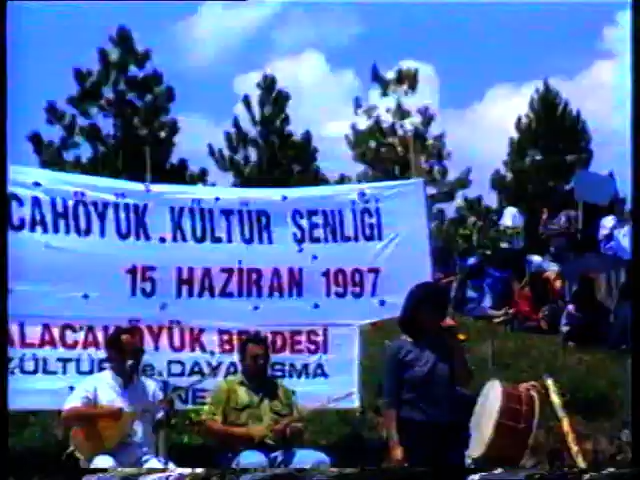 CAHÖYÜK.KÜLTÜR ŞENLİĞİ
15 HAZİRAN 1997
ALACAHÖYÜK, BELDESİ
KÜLTÜR ve. DAYANIŞMA